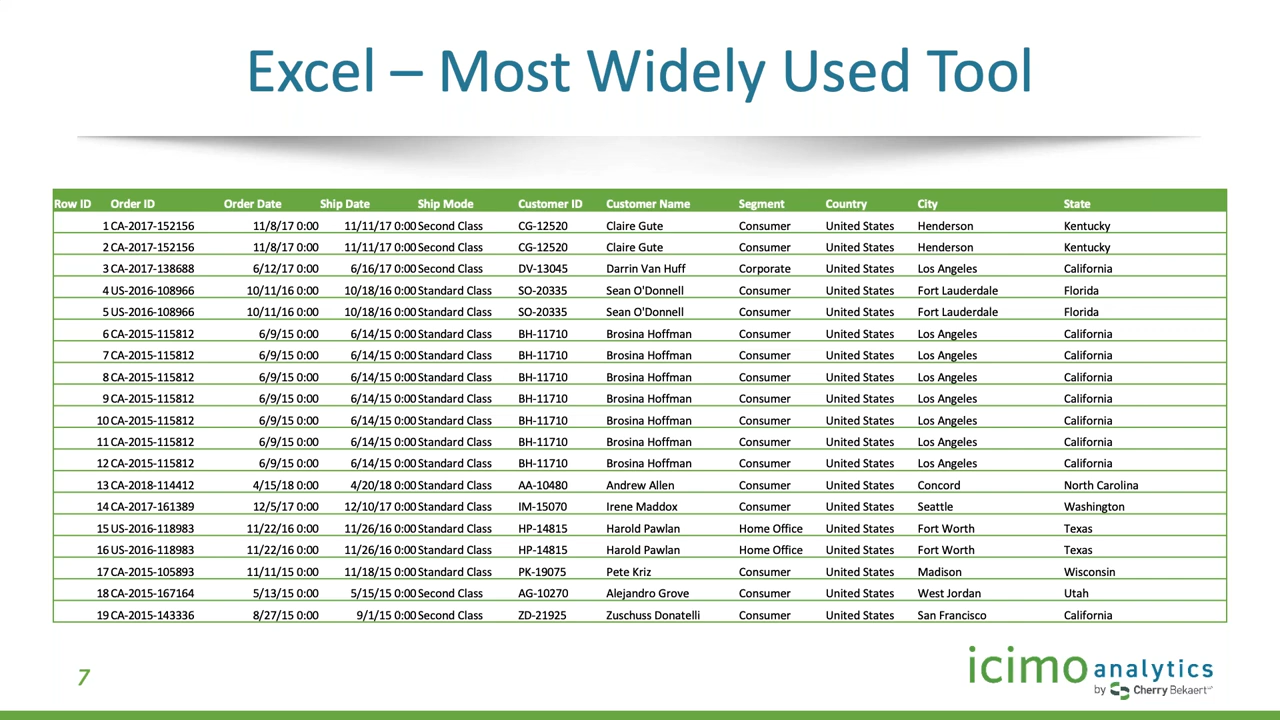 Excel – Most Widely Used Tool
Row ID Order ID Order Date Ship Date Ship Mode Customer ID Customer Name Segment Country City State
1 CA-2017-152156 11/8/17 0:00 11/11/17 0:00 Second Class CG-12520 Claire Gute Consumer United States Henderson Kentucky
2 CA-2017-152156 11/8/17 0:00 11/11/17 0:00 Second Class CG-12520 Claire Gute Consumer United States Henderson Kentucky
3 CA-2017-138688 6/12/17 0:00 6/16/17 0:00 Second Class DV-13045 Darrin Van Huff Corporate United States Los Angeles California
4 US-2016-108966 10/11/16 0:00 10/18/16 0:00 Standard Class SO-20335 Sean O'Donnell Consumer United States Fort Lauderdale Florida
5 US-2016-108966 10/11/16 0:00 10/18/16 0:00 Standard Class SO-20335 Sean O'Donnell Consumer United States Fort Lauderdale Florida
6 CA-2015-115812 6/9/15 0:00 6/14/15 0:00 Standard Class BH-11710 Brosina Hoffman Consumer United States Los Angeles California
7 CA-2015-115812 6/9/15 0:00 6/14/15 0:00 Standard Class BH-11710 Brosina Hoffman Consumer United States Los Angeles California
8 CA-2015-115812 6/9/15 0:00 6/14/15 0:00 Standard Class BH-11710 Brosina Hoffman Consumer United States Los Angeles California
9 CA-2015-115812 6/9/15 0:00 6/14/15 0:00 Standard Class BH-11710 Brosina Hoffman Consumer United States Los Angeles California
10 CA-2015-115812 6/9/15 0:00 6/14/15 0:00 Standard Class BH-11710 Brosina Hoffman Consumer United States Los Angeles California
11 CA-2015-115812 6/9/15 0:00 6/14/15 0:00 Standard Class BH-11710 Brosina Hoffman Consumer United States Los Angeles California
12 CA-2015-115812 6/9/15 0:00 6/14/15 0:00 Standard Class BH-11710 Brosina Hoffman Consumer United States Los Angeles California
13 CA-2018-114412 4/15/18 0:00 4/20/18 0:00 Standard Class AA-10480 Andrew Allen Consumer United States Concord North Carolina
14 CA-2017-161389 12/5/17 0:00 12/10/17 0:00 Standard Class IM-15070 Irene Maddox Consumer United States Seattle Washington
15 US-2016-118983 11/22/16 0:00 11/26/16 0:00 Standard Class HP-14815 Harold Pawlan Home Office United States Fort Worth Texas
16 US-2016-118983 11/22/16 0:00 11/26/16 0:00 Standard Class HP-14815 Harold Pawlan Home Office United States Fort Worth Texas
17 CA-2015-105893 11/11/15 0:00 11/18/15 0:00 Standard Class PK-19075 Pete Kriz Consumer United States Madison Wisconsin
18 CA-2015-167164 5/13/15 0:00 5/15/15 0:00 Second Class AG-10270 Alejandro Grove Consumer United States West Jordan Utah
19 CA-2015-143336 8/27/15 0:00 9/1/15 0:00 Second Class ZD-21925 Zuschuss Donatelli Consumer United States San Francisco California
7
icimo analytics
by Cherry Bekaert